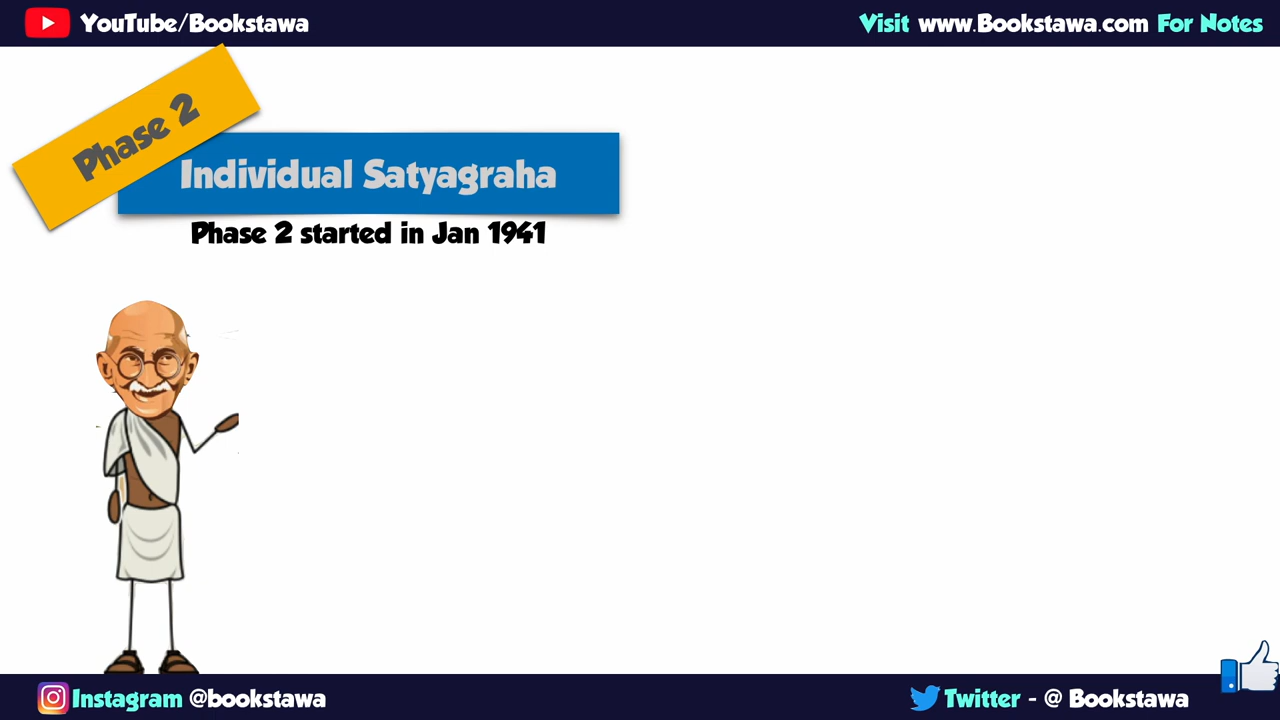 YouTube/Bookstawa
Visit www.Bookstawa.com For Notes
Phase 2
Individual Satyagraha
Phase 2 started in Jan 1941
Instagram @bookstawa
Twitter - @ Bookstawa